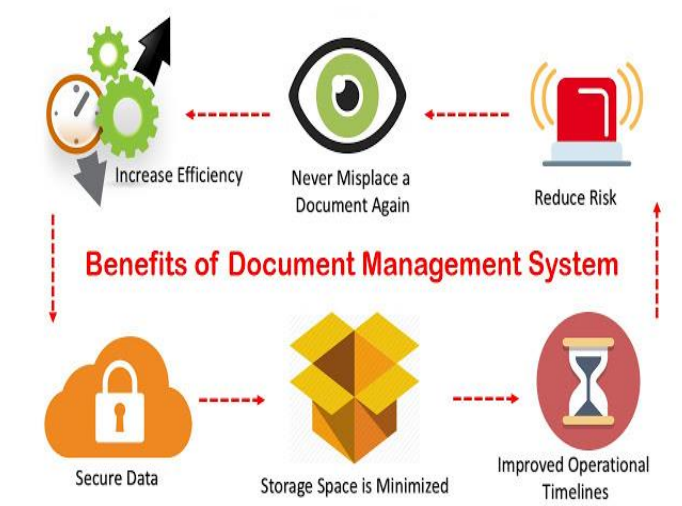 Increase Efficiency
Never Misplace a
Document Again
Reduce Risk
Benefits of Document Management System
Secure Data
Storage Space is Minimized
Improved Operational
Timelines